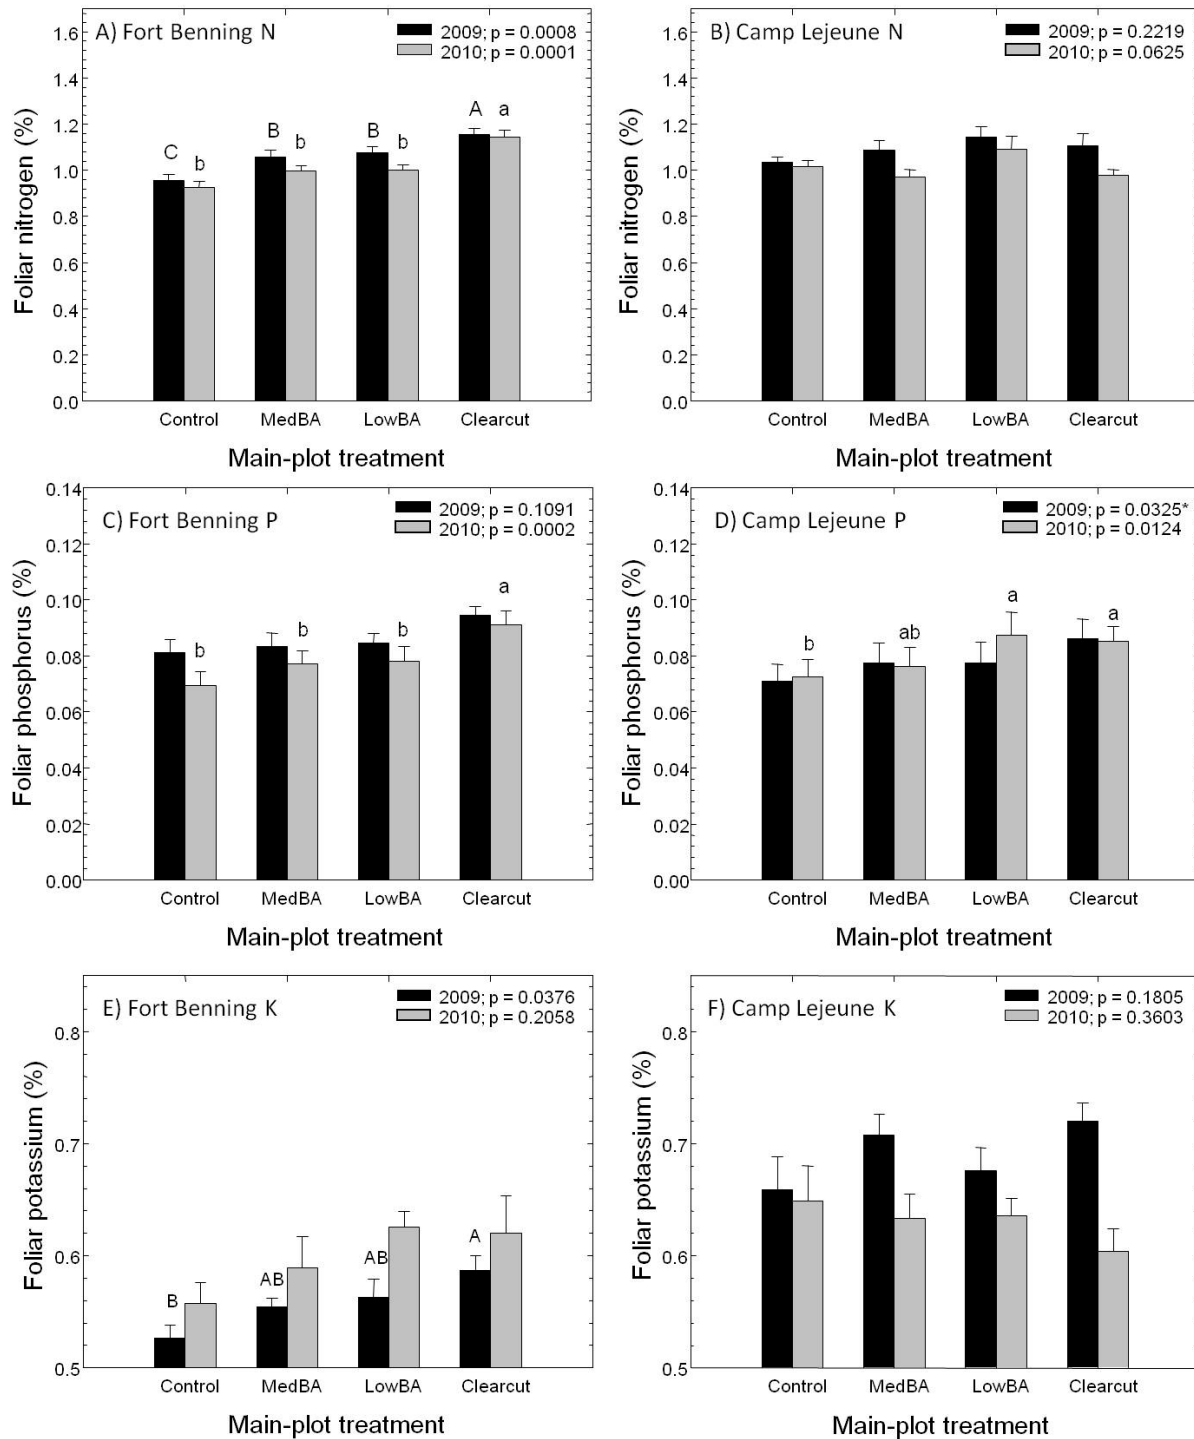 A) Fort Benning N
2009; p = 0.0008
2010; p = 0.0001
Foliar nitrogen (%)
1.6
1.4
1.2
1.0
0.8
0.6
0.4
0.2
0.0
C b B b B b A a
Control MedBA LowBA Clearcut
Main-plot treatment
B) Camp Lejeune N
2009; p = 0.2219
2010; p = 0.0625
Foliar nitrogen (%)
1.6
1.4
1.2
1.0
0.8
0.6
0.4
0.2
0.0
Control MedBA LowBA Clearcut
Main-plot treatment
C) Fort Benning P
2009; p = 0.1091
2010; p = 0.0002
Foliar phosphorus (%)
0.14
0.12
0.10
0.08
0.06
0.04
0.02
0.00
b b b a
Control MedBA LowBA Clearcut
Main-plot treatment
D) Camp Lejeune P
2009; p = 0.0325*
2010; p = 0.0124
Foliar phosphorus (%)
0.14
0.12
0.10
0.08
0.06
0.04
0.02
0.00
b ab a a
Control MedBA LowBA Clearcut
Main-plot treatment
E) Fort Benning K
2009; p = 0.0376
2010; p = 0.2058
Foliar potassium (%)
0.8
0.7
0.6
0.5
B AB AB A
Control MedBA LowBA Clearcut
Main-plot treatment
F) Camp Lejeune K
2009; p = 0.1805
2010; p = 0.3603
Foliar potassium (%)
0.8
0.7
0.6
0.5
Control MedBA LowBA Clearcut
Main-plot treatment